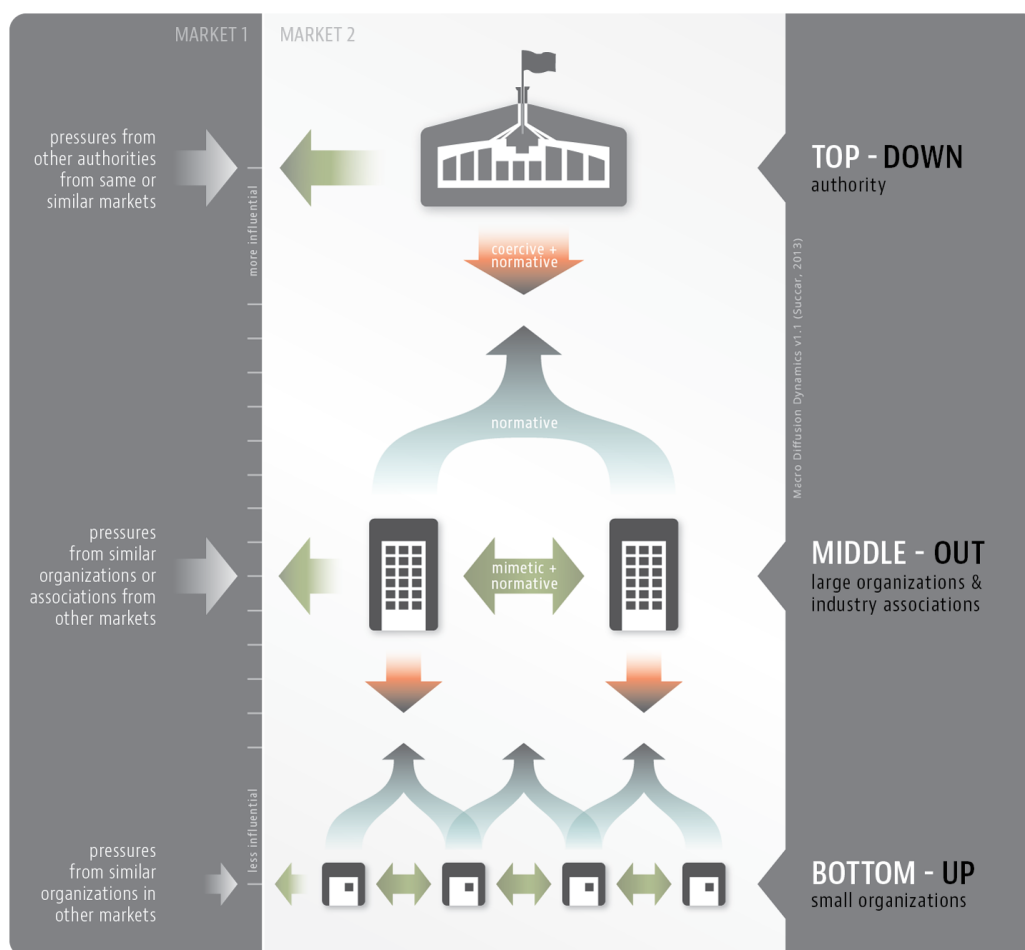 MARKET 1
MARKET 2
pressures from
other authorities
from same or
similar markets
more influential
coercive +
normative
TOP - DOWN
authority
Macro Diffusion Dynamics v1.1 (Succar, 2013)
normative
pressures
from similar
organizations or
associations from
other markets
mimetic +
normative
MIDDLE - OUT
large organizations &
industry associations
less influential
pressures
from similar
organizations in
other markets
BOTTOM - UP
small organizations